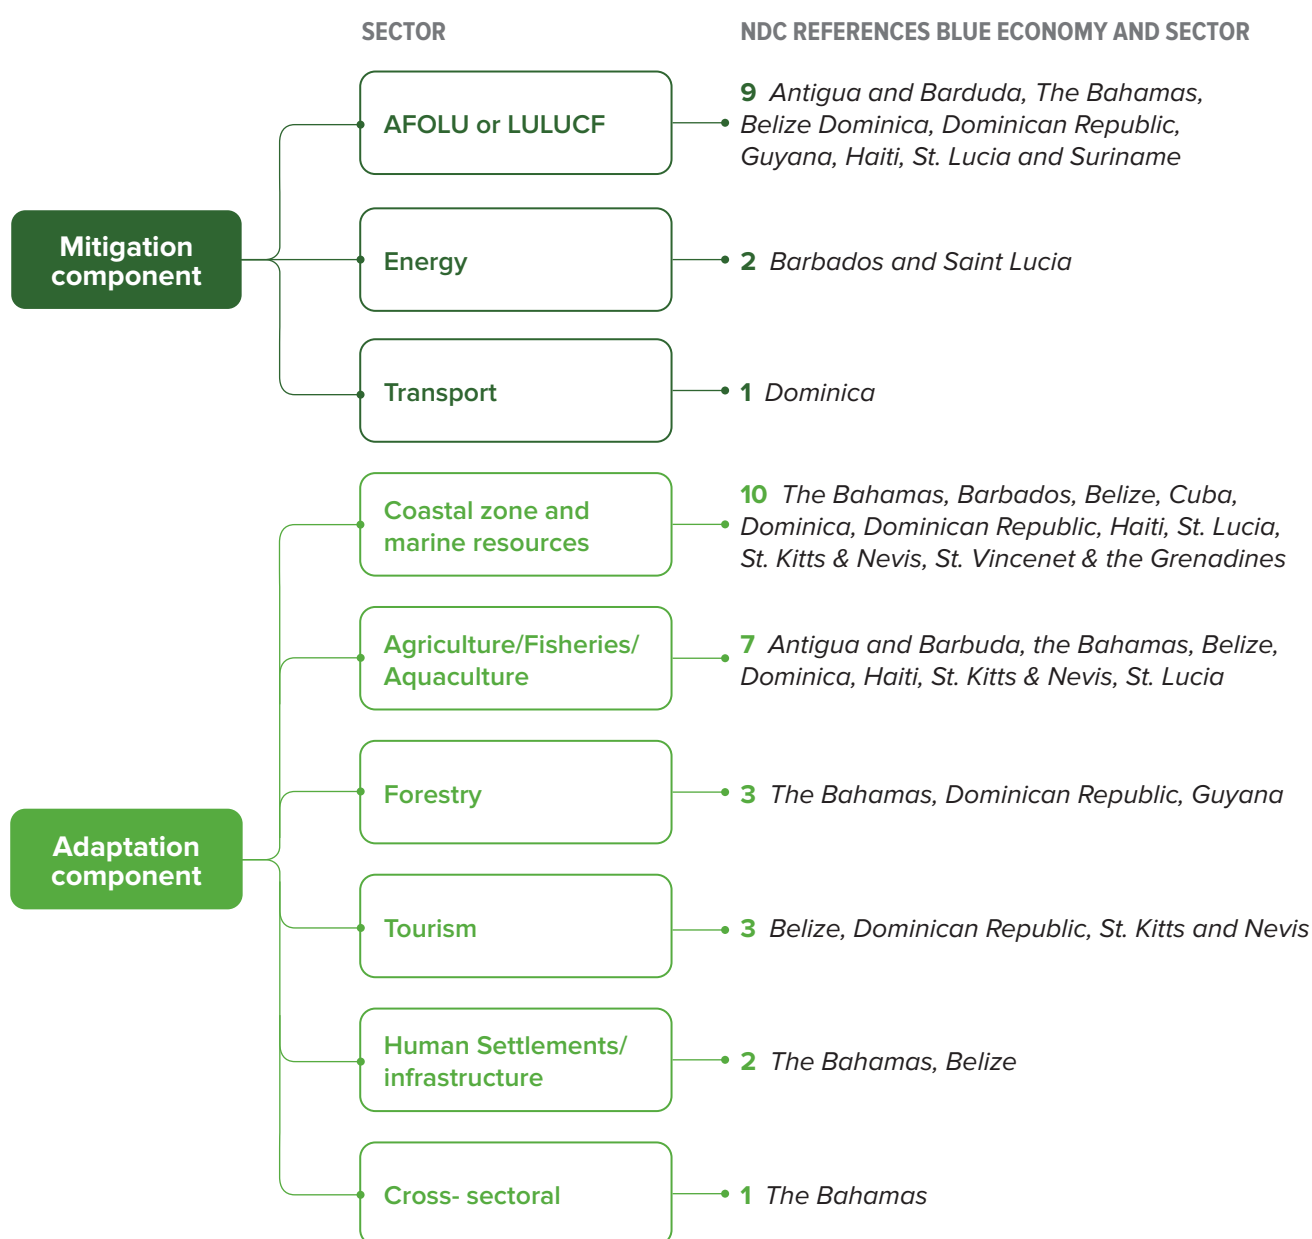 SECTOR
NDC REFERENCES BLUE ECONOMY AND SECTOR
Mitigation
component
AFOLU or LULUCF
9 Antigua and Barduda, The Bahamas,
Belize Dominica, Dominican Republic,
Guyana, Haiti, St. Lucia and Suriname
Energy
2 Barbados and Saint Lucia
Transport
1 Dominica
Adaptation
component
Coastal zone and
marine resources
10 The Bahamas, Barbados, Belize, Cuba,
Dominica, Dominican Republic, Haiti, St. Lucia,
St. Kitts & Nevis, St. Vincenet & the Grenadines
Agriculture/Fisheries/
Aquaculture
7 Antigua and Barbuda, the Bahamas, Belize,
Dominica, Haiti, St. Kitts & Nevis, St. Lucia
Forestry
3 The Bahamas, Dominican Republic, Guyana
Tourism
3 Belize, Dominican Republic, St. Kitts and Nevis
Human Settlements/
infrastructure
2 The Bahamas, Belize
Cross- sectoral
1 The Bahamas